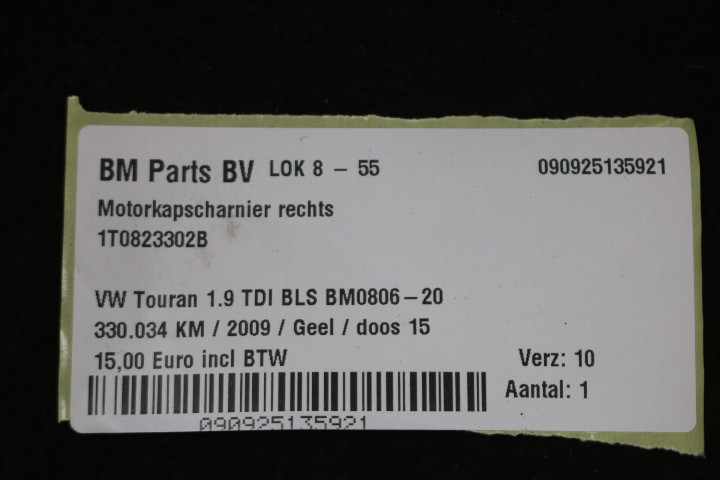 BM Parts BV LOK 8 – 55 090925135921
Motorkapscharnier rechts
1T0823302B
VW Touran 1.9 TDI BLS BM0806–20
330.034 KM / 2009 / Geel / doos 15
15,00 Euro incl BTW Verz: 10
Aantal: 1
090925135921